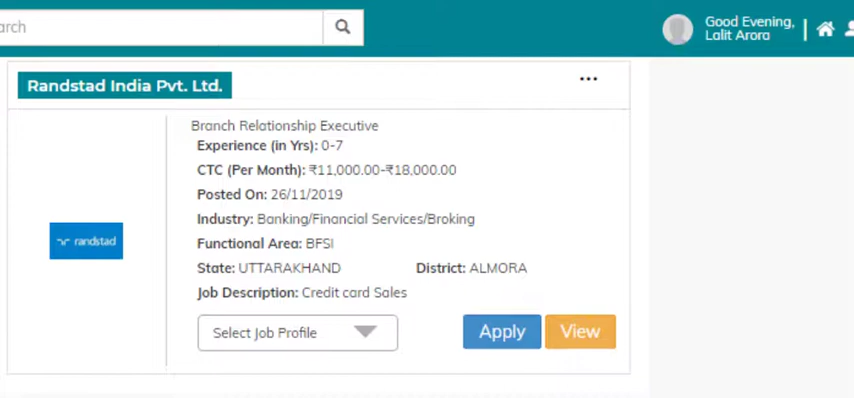 arch
Good Evening,
Lalit Arora
Randstad India Pvt. Ltd.
...
Branch Relationship Executive
Experience (in Yrs): 0-7
CTC (Per Month): ₹11,000.00-₹18,000.00
Posted On: 26/11/2019
Industry: Banking/Financial Services/Broking
randstad
Functional Area: BFSI
State: UTTARAKHAND District: ALMORA
Job Description: Credit card Sales
Select Job Profile Apply View